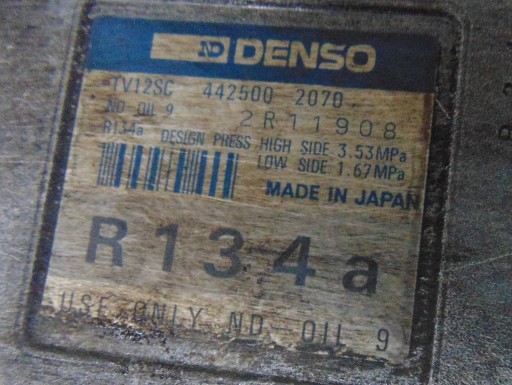 ND DENSO
TV12SC 442500 2070
ND OIL 9 2R11908
R134a DESIGN PRESS HIGH SIDE 3.53MPa
LOW SIDE 1.67MPa
MADE IN JAPAN
R134a
USE ONLY ND OIL 9